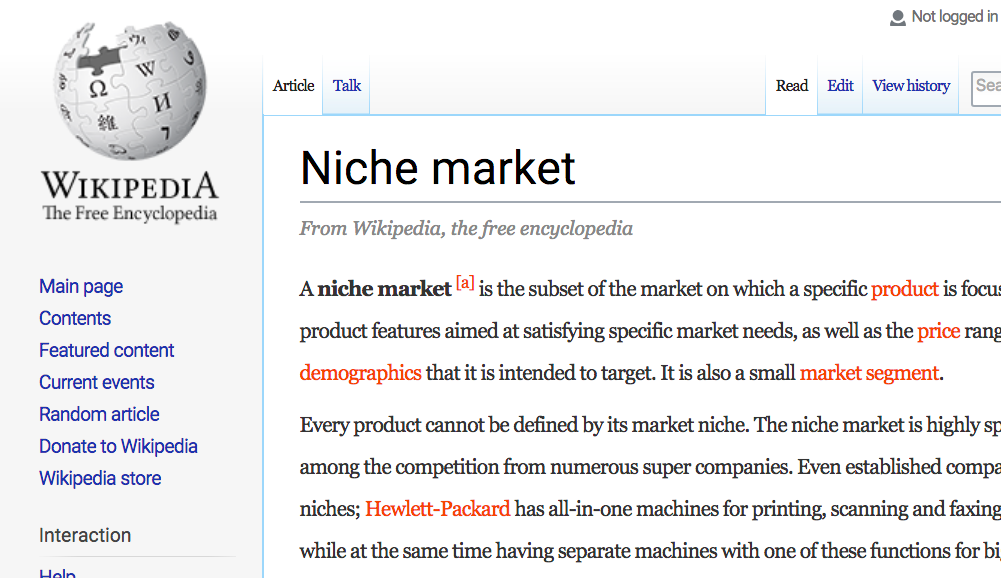 Not logged in
Article
Talk
Read
Edit
View history
Sea
WIKIPEDIA
The Free Encyclopedia
Niche market
From Wikipedia, the free encyclopedia
A niche market [a] is the subset of the market on which a specific product is focus
product features aimed at satisfying specific market needs, as well as the price rang
demographics that it is intended to target. It is also a small market segment.
Every product cannot be defined by its market niche. The niche market is highly sp
among the competition from numerous super companies. Even established compa
niches; Hewlett-Packard has all-in-one machines for printing, scanning and faxing
while at the same time having separate machines with one of these functions for big
Main page
Contents
Featured content
Current events
Random article
Donate to Wikipedia
Wikipedia store
Interaction
Help